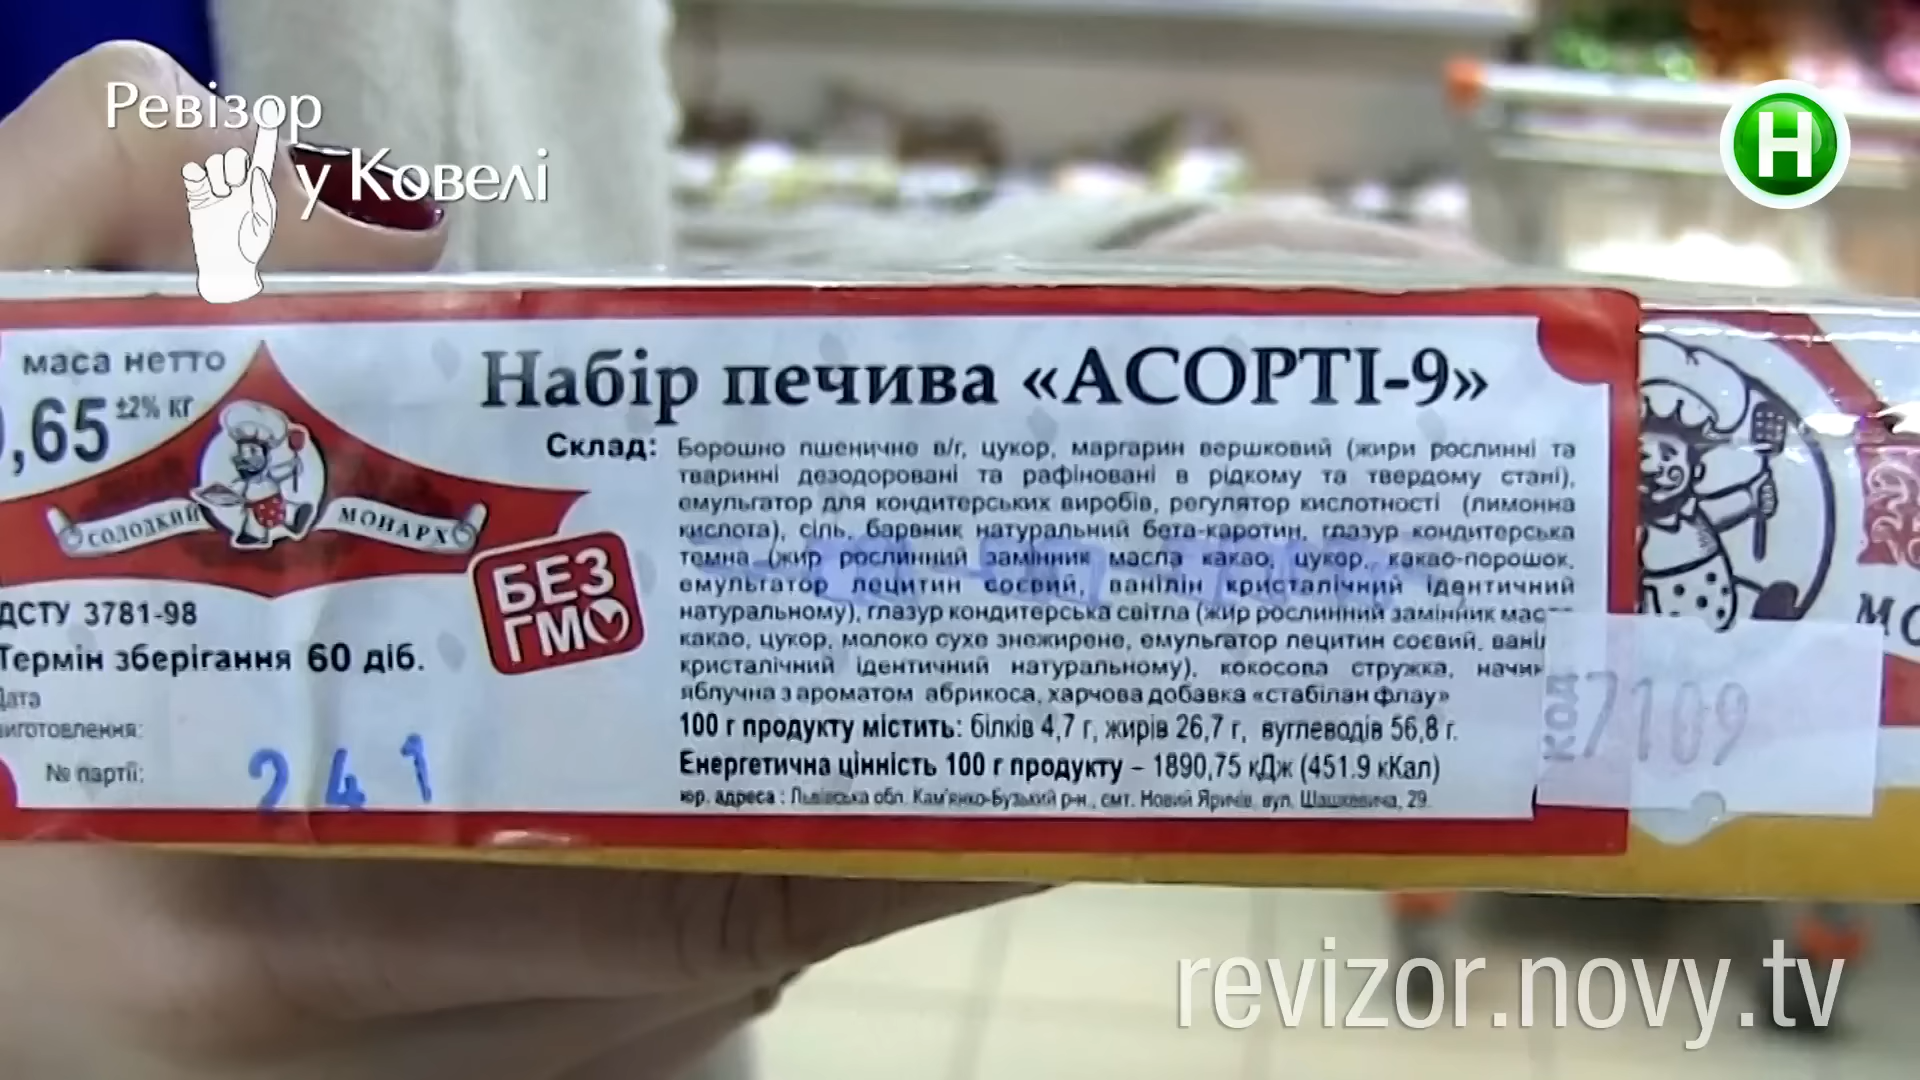 Ревізор
у Ковелі
Н
маса нетто
,65 ±2% кг
СОЛОДКИЙ МОНАРХ
ДСТУ 3781-98
Термін зберігання 60 діб.
Дата
виготовлення:
№ партії:
241
БЕЗ
ГМО
Набір печива «АСОРТІ-9»
Склад: Борошно пшеничне в/г, цукор, маргарин вершковий (жири рослинні та
тваринні дезодоровані та рафіновані в рідкому та твердому стані),
емульгатор для кондитерських виробів, регулятор кислотності (лимонна
кислота), сіль, барвник натуральний бета-каротин, глазур кондитерська
темна (жир рослинний замінник масла какао, цукор, какао-порошок,
емульгатор лецитин соєвий, ванілін кристалічний ідентичний
натуральному), глазур кондитерська світла (жир рослинний замінник мас
какао, цукор, молоко сухе знежирене, емульгатор лецитин соєвий, ваніл
кристалічний ідентичний натуральному), кокосова стружка, начин
яблучна з ароматом абрикоса, харчова добавка «стабілан флау»
100 г продукту містить: білків 4,7 г, жирів 26,7 г, вуглеводів 56,8 г.
Енергетична цінність 100 г продукту – 1890,75 кДж (451.9 кКал)
юр. адреса : Львівська обл. Кам'янко-Бузький р-н., смт. Новий Яричів, вул. Шашкевича, 29.
КОД 7109
МО
revizor.novy.tv